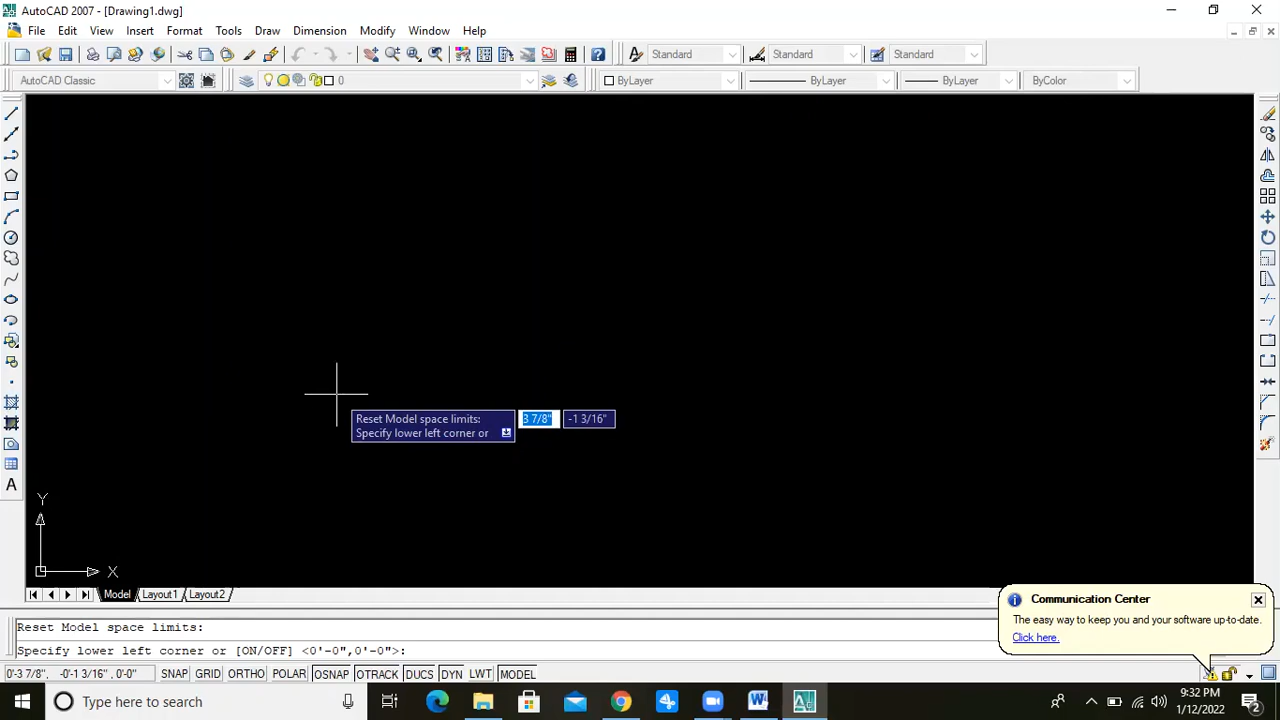 AutoCAD 2007 - [Drawing1.dwg]
File Edit View Insert Format Tools Draw Dimension Modify Window Help
Standard Standard Standard
AutoCAD Classic 0 ByLayer ByLayer ByLayer ByColor
A
Reset Model space limits:
Specify lower left corner or
3 7/8" -1 3/16"
Y
X
Model Layout1 Layout2
Communication Center
The easy way to keep you and your software up-to-date.
Click here.
Reset Model space limits:
Specify lower left corner or [ON/OFF] <0'-0",0'-0">:
0'-3 7/8", -0'-1 3/16", 0'-0" SNAP GRID ORTHO POLAR OSNAP OTRACK DUCS DYN LWT MODEL
Type here to search
9:32 PM
1/12/2022
2